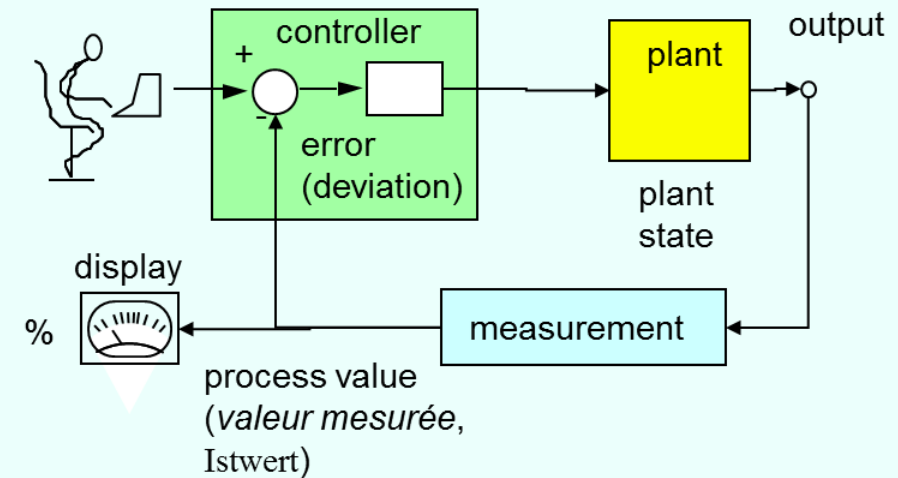 output
controller
+
plant
-
error
(deviation)
plant
state
display
%
measurement
process value
(valeur mesurée,
Istwert)